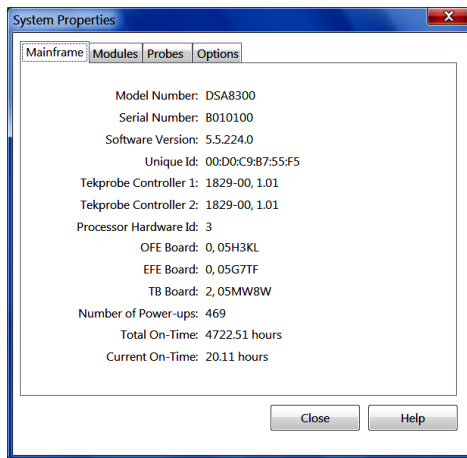 System Properties
Mainframe Modules Probes Options
Model Number: DSA8300
Serial Number: B010100
Software Version: 5.5.224.0
Unique Id: 00:D0:C9:B7:55:F5
Tekprobe Controller 1: 1829-00, 1.01
Tekprobe Controller 2: 1829-00, 1.01
Processor Hardware Id: 3
OFE Board: 0, 05H3KL
EFE Board: 0, 05G7TF
TB Board: 2, 05MW8W
Number of Power-ups: 469
Total On-Time: 4722.51 hours
Current On-Time: 20.11 hours
Close Help